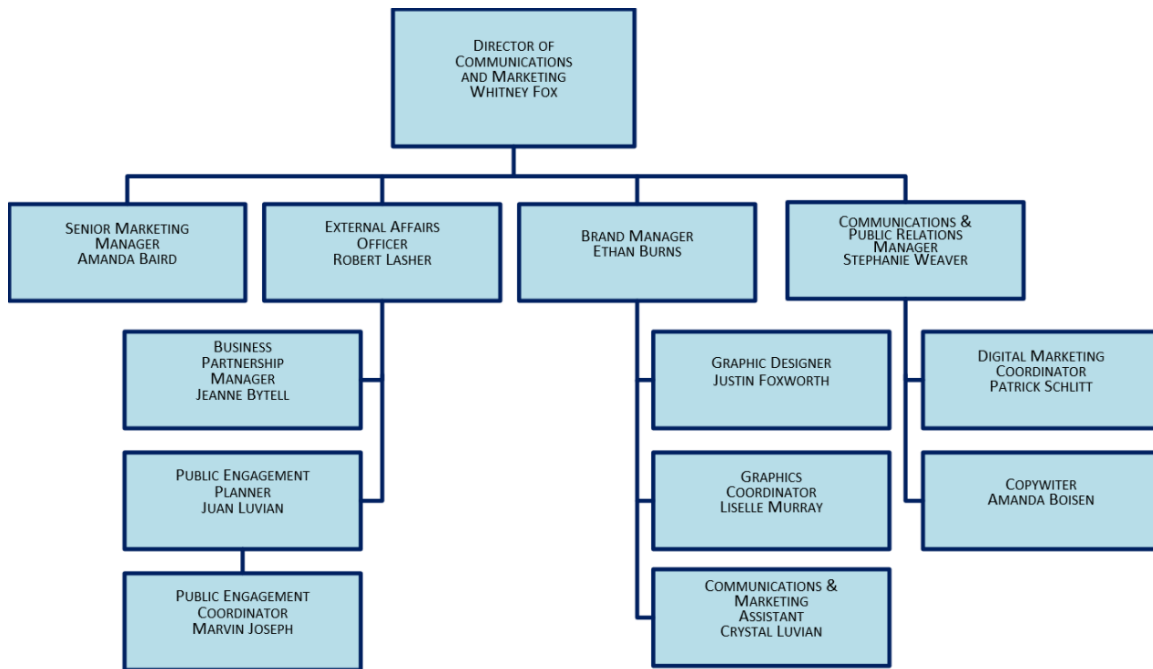 DIRECTOR OF
COMMUNICATIONS
AND MARKETING
WHITNEY FOX
SENIOR MARKETING
MANAGER
AMANDA BAIRD
EXTERNAL AFFAIRS
OFFICER
ROBERT LASHER
BRAND MANAGER
ETHAN BURNS
COMMUNICATIONS &
PUBLIC RELATIONS
MANAGER
STEPHANIE WEAVER
BUSINESS
PARTNERSHIP
MANAGER
JEANNE BYTELL
GRAPHIC DESIGNER
JUSTIN FOXWORTH
DIGITAL MARKETING
COORDINATOR
PATRICK SCHLITT
PUBLIC ENGAGEMENT
PLANNER
JUAN LUVIAN
GRAPHICS
COORDINATOR
LISELLE MURRAY
COPYWITER
AMANDA BOISEN
PUBLIC ENGAGEMENT
COORDINATOR
MARVIN JOSEPH
COMMUNICATIONS &
MARKETING
ASSISTANT
CRYSTAL LUVIAN